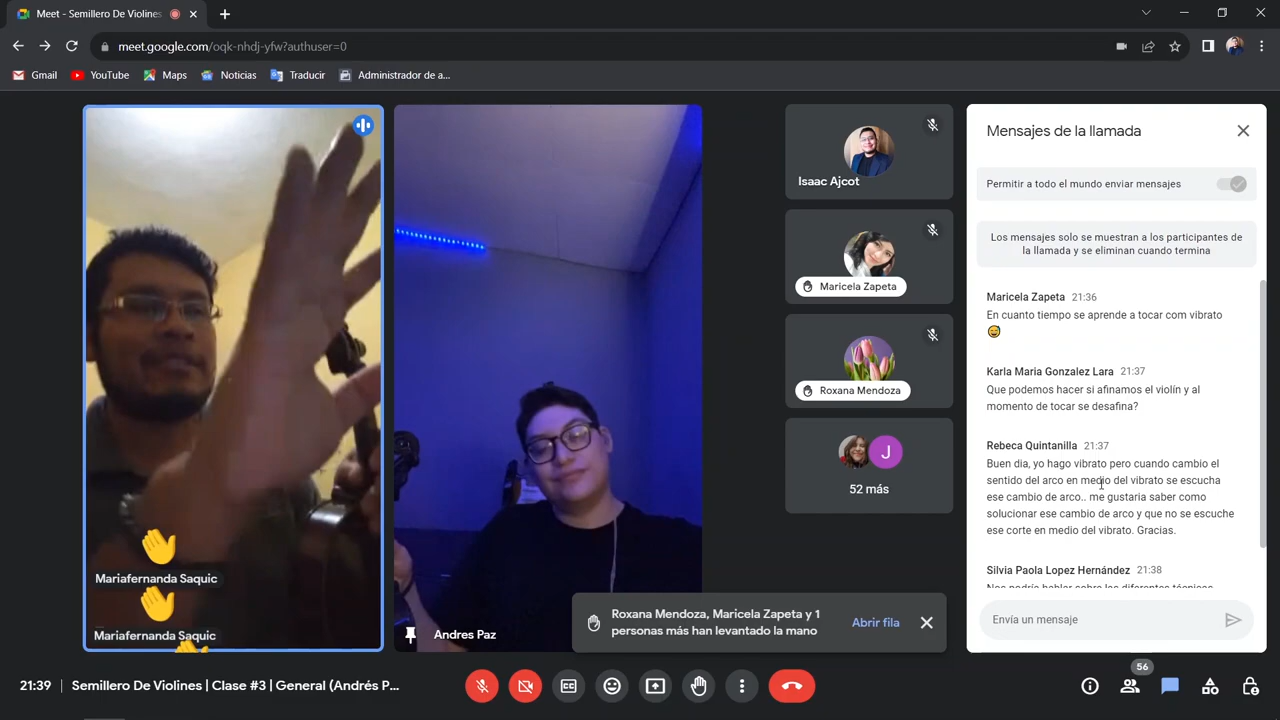 Meet - Semillero De Violines
meet.google.com/oqk-nhdj-yfw?authuser=0
Gmail
YouTube
Maps
Noticias
Traducir
Administrador de a...
Mariafernanda Saquic
Mariafernanda Saquic
Andres Paz
Isaac Ajcot
Maricela Zapeta
Roxana Mendoza
J
52 más
Roxana Mendoza, Maricela Zapeta y 1
personas más han levantado la mano
Abrir fila
Mensajes de la llamada
Permitir a todo el mundo enviar mensajes
Los mensajes solo se muestran a los participantes de
la llamada y se eliminan cuando termina
Maricela Zapeta 21:36
En cuanto tiempo se aprende a tocar com vibrato
😅
Karla Maria Gonzalez Lara 21:37
Que podemos hacer si afinamos el violín y al
momento de tocar se desafina?
Rebeca Quintanilla 21:37
Buen dia, yo hago vibrato pero cuando cambio el
sentido del arco en medio del vibrato se escucha
ese cambio de arco.. me gustaria saber como
solucionar ese cambio de arco y que no se escuche
ese corte en medio del vibrato. Gracias.
Silvia Paola Lopez Hernández 21:38
Nos podría hablar sobre las diferentes técnicas
Envía un mensaje
21:39 | Semillero De Violines | Clase #3 | General (Andrés P...
56